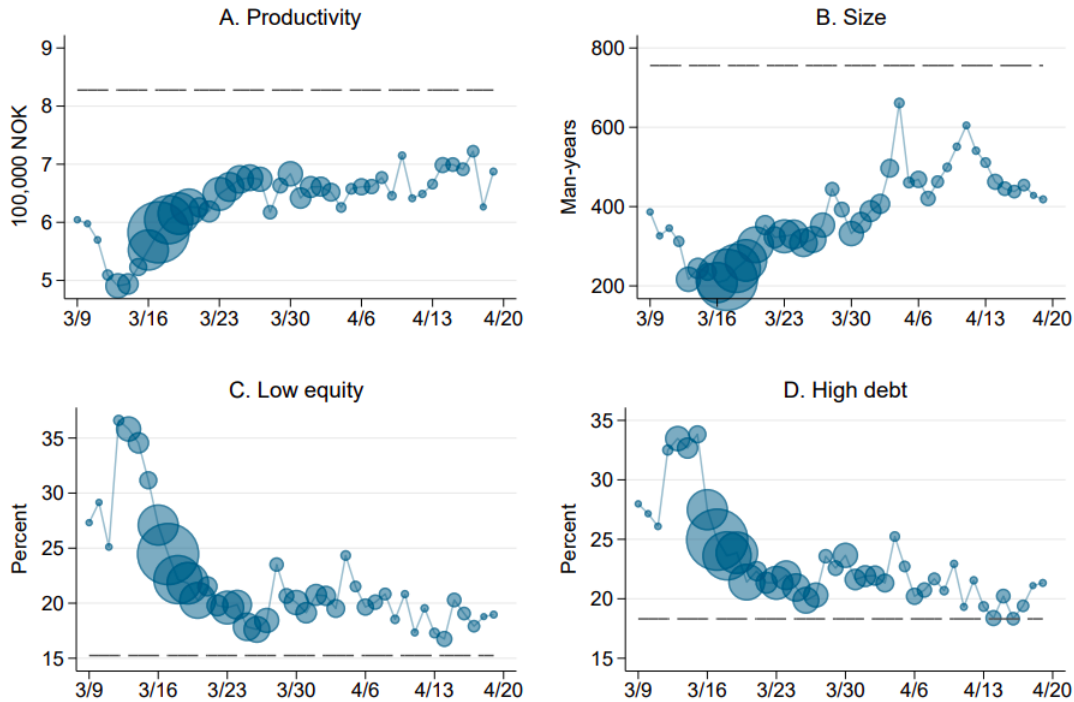 A. Productivity
100,000 NOK
9
8
7
6
5
3/9 3/16 3/23 3/30 4/6 4/13 4/20
B. Size
Man-years
800
600
400
200
3/9 3/16 3/23 3/30 4/6 4/13 4/20
C. Low equity
Percent
35
30
25
20
15
3/9 3/16 3/23 3/30 4/6 4/13 4/20
D. High debt
Percent
35
30
25
20
15
3/9 3/16 3/23 3/30 4/6 4/13 4/20